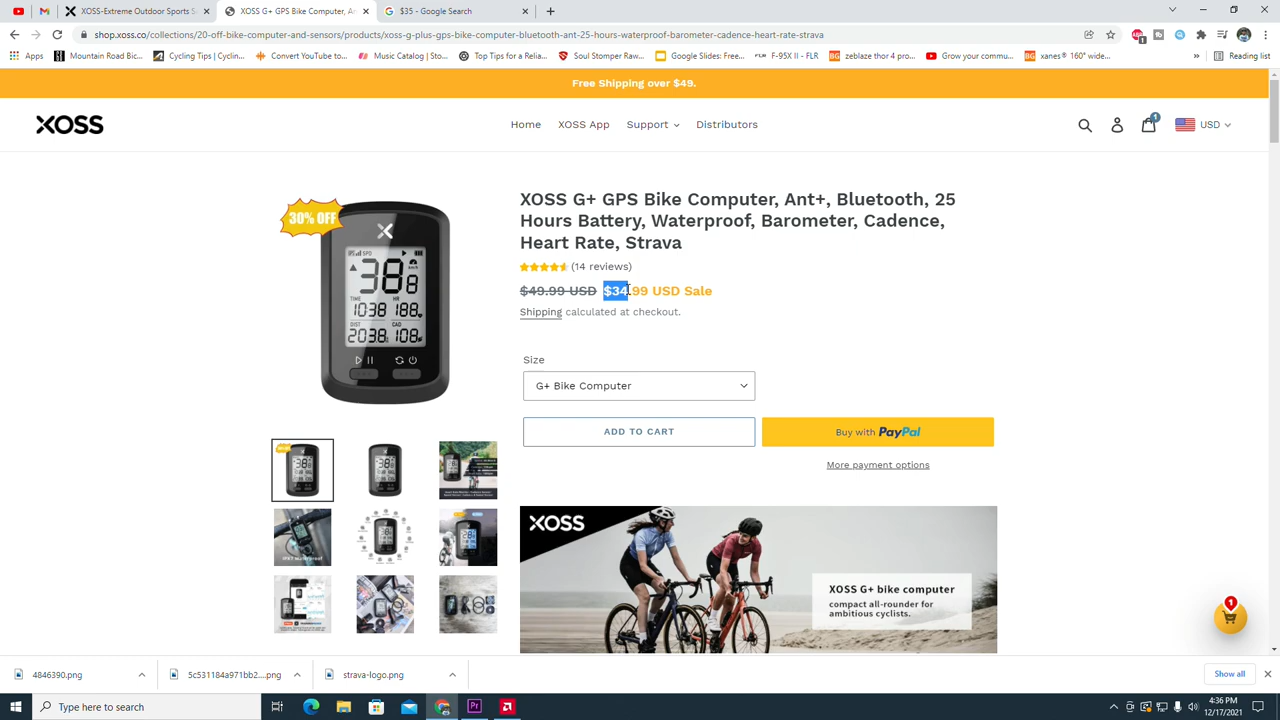 XOSS-Extreme Outdoor Sports S
XOSS G+ GPS Bike Computer, An
$35 - Google Search
shop.xoss.co/collections/20-off-bike-computer-and-sensors/products/xoss-g-plus-gps-bike-computer-bluetooth-ant-25-hours-waterproof-barometer-cadence-heart-rate-strava
Apps
Mountain Road Bic...
Cycling Tips | Cycling...
Convert YouTube to...
Music Catalog | Sto...
Top Tips for a Relia...
Soul Stomper Raw...
Google Slides: Free...
F-95X II - FLR
zeblaze thor 4 pro...
Grow your commu...
xanes® 160° wide...
»
Reading list
Free Shipping over $49.
XOSS
Home
XOSS App
Support
Distributors
1
USD
30% OFF
XOSS G+ GPS Bike Computer, Ant+, Bluetooth, 25
Hours Battery, Waterproof, Barometer, Cadence,
Heart Rate, Strava
(14 reviews)
$49.99 USD $34.99 USD Sale
Shipping calculated at checkout.
Size
G+ Bike Computer
ADD TO CART
Buy with PayPal
More payment options
XOSS
XOSS G+ bike computer
compact all-rounder for
ambitious cyclists.
1
4846390.png
5c531184a971bb2....png
strava-logo.png
Show all
Type here to search
Pr
4:36 PM
12/17/2021